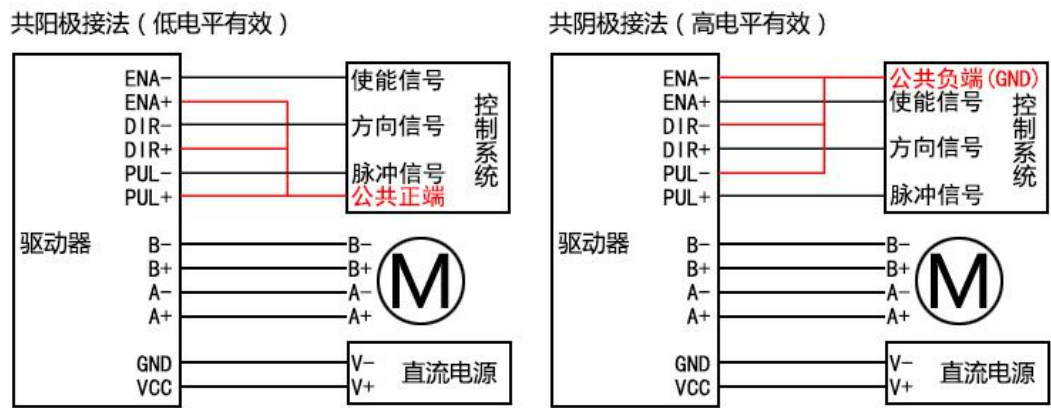 共阳极接法（低电平有效）
ENA-
ENA+
DIR-
DIR+
PUL-
PUL+
驱动器
B-
B+
A-
A+
GND
VCC
使能信号
方向信号
脉冲信号
公共正端
控制系统
B-
B+
A-
A+
M
V-
V+
直流电源
共阴极接法（高电平有效）
ENA-
ENA+
DIR-
DIR+
PUL-
PUL+
驱动器
B-
B+
A-
A+
GND
VCC
公共负端(GND)
使能信号
方向信号
脉冲信号
控制系统
B-
B+
A-
A+
M
V-
V+
直流电源